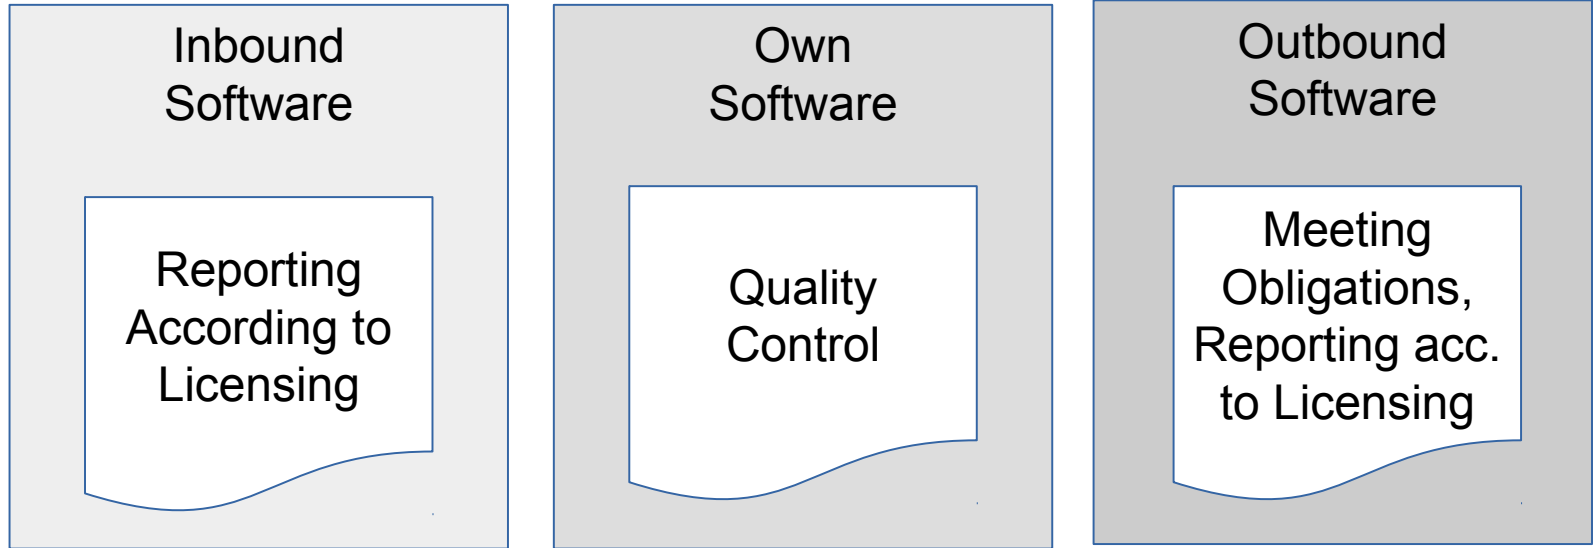 Inbound
Software
Reporting
According to
Licensing
Own
Software
Quality
Control
Outbound
Software
Meeting
Obligations,
Reporting acc.
to Licensing